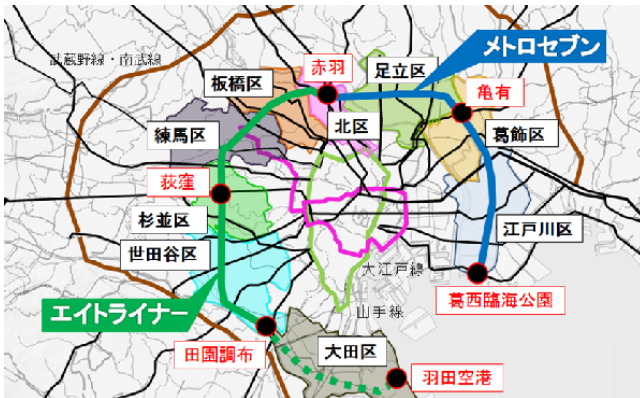 メトロセブン
武蔵野線・南武線
赤羽
足立区
板橋区
亀有
北区
練馬区
葛飾区
荻窪
杉並区
江戸川区
世田谷区
大江戸線
葛西臨海公園
エイトライナー
山手線
田園調布
大田区
羽田空港